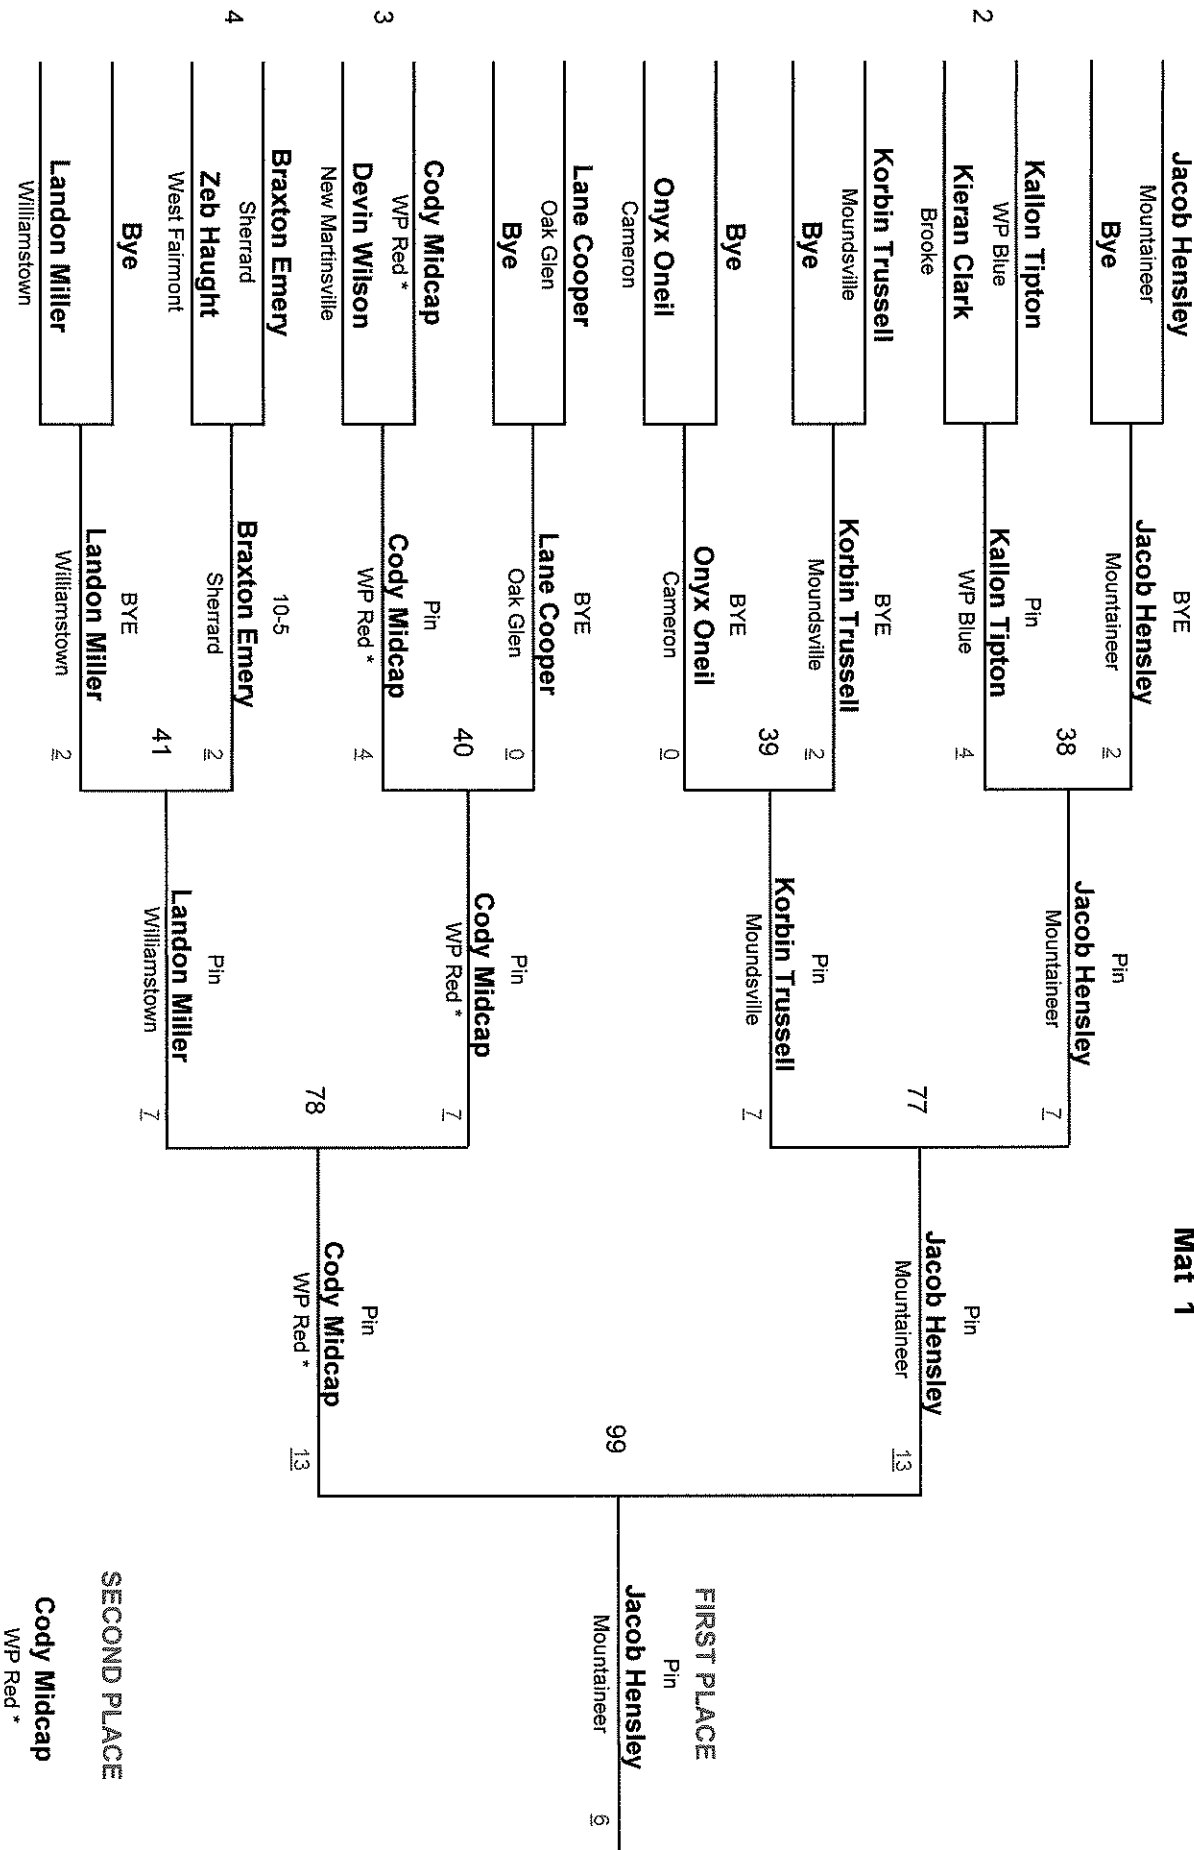 Mat 1
Jacob Hensley
Mountaineer
Bye
2
Kallon Tipton
WP Blue
Kieran Clark
Brooke
Korbin Trussell
Moundsville
Bye
Bye
Onyx Oneil
Cameron
Lane Cooper
Oak Glen
Bye
3
Cody Midcap
WP Red *
Devin Wilson
New Martinsville
4
Braxton Emery
Sherrard
Zeb Haught
West Fairmont
Bye
Landon Miller
Williamstown
BYE
Jacob Hensley
Mountaineer
2
38
Pin
Kallon Tipton
WP Blue
4
BYE
Korbin Trussell
Moundsville
2
39
BYE
Onyx Oneil
Cameron
0
BYE
Lane Cooper
Oak Glen
0
40
Pin
Cody Midcap
WP Red *
4
10-5
Braxton Emery
Sherrard
2
41
BYE
Landon Miller
Williamstown
2
Pin
Jacob Hensley
Mountaineer
7
77
Pin
Korbin Trussell
Moundsville
7
Pin
Cody Midcap
WP Red *
7
78
Pin
Landon Miller
Williamstown
7
Pin
Jacob Hensley
Mountaineer
13
99
Pin
Cody Midcap
WP Red *
13
FIRST PLACE
Pin
Jacob Hensley
Mountaineer
6
SECOND PLACE
Cody Midcap
WP Red *